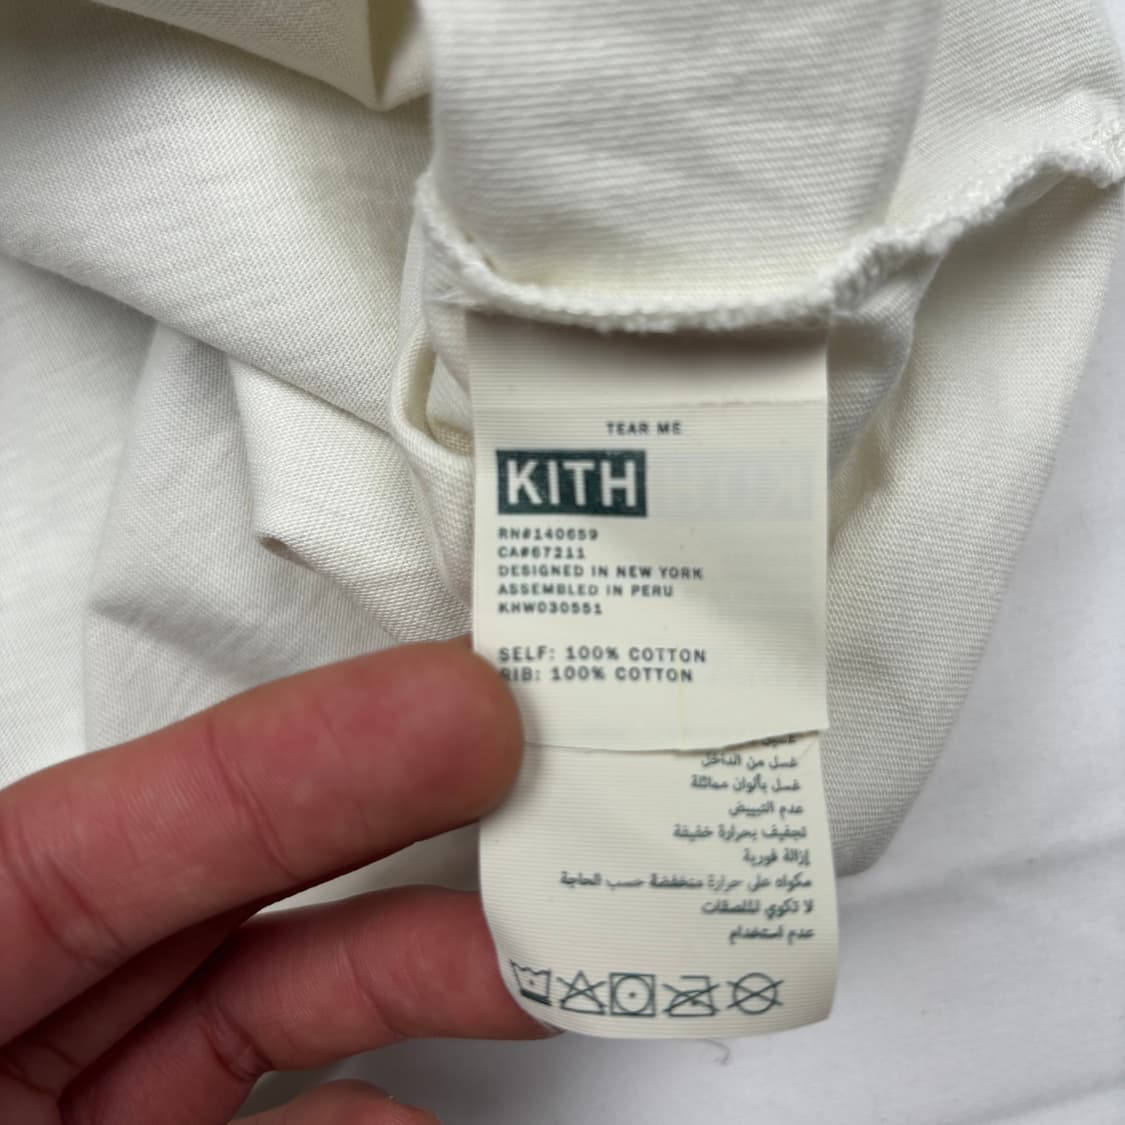 TEAR ME
KITH
RN#140659
CA#67211
DESIGNED IN NEW YORK
ASSEMBLED IN PERU
KHW030551
SELF: 100% COTTON
RIB: 100% COTTON
غسل من الداخل
غسل بألوان مماثلة
عدم التبييض
تجفيف بحرارة خفيفة
إزالة فورية
مكواة على حرارة منخفضة حسب الحاجة
لا تكوي الملصقات
عدم استخدام